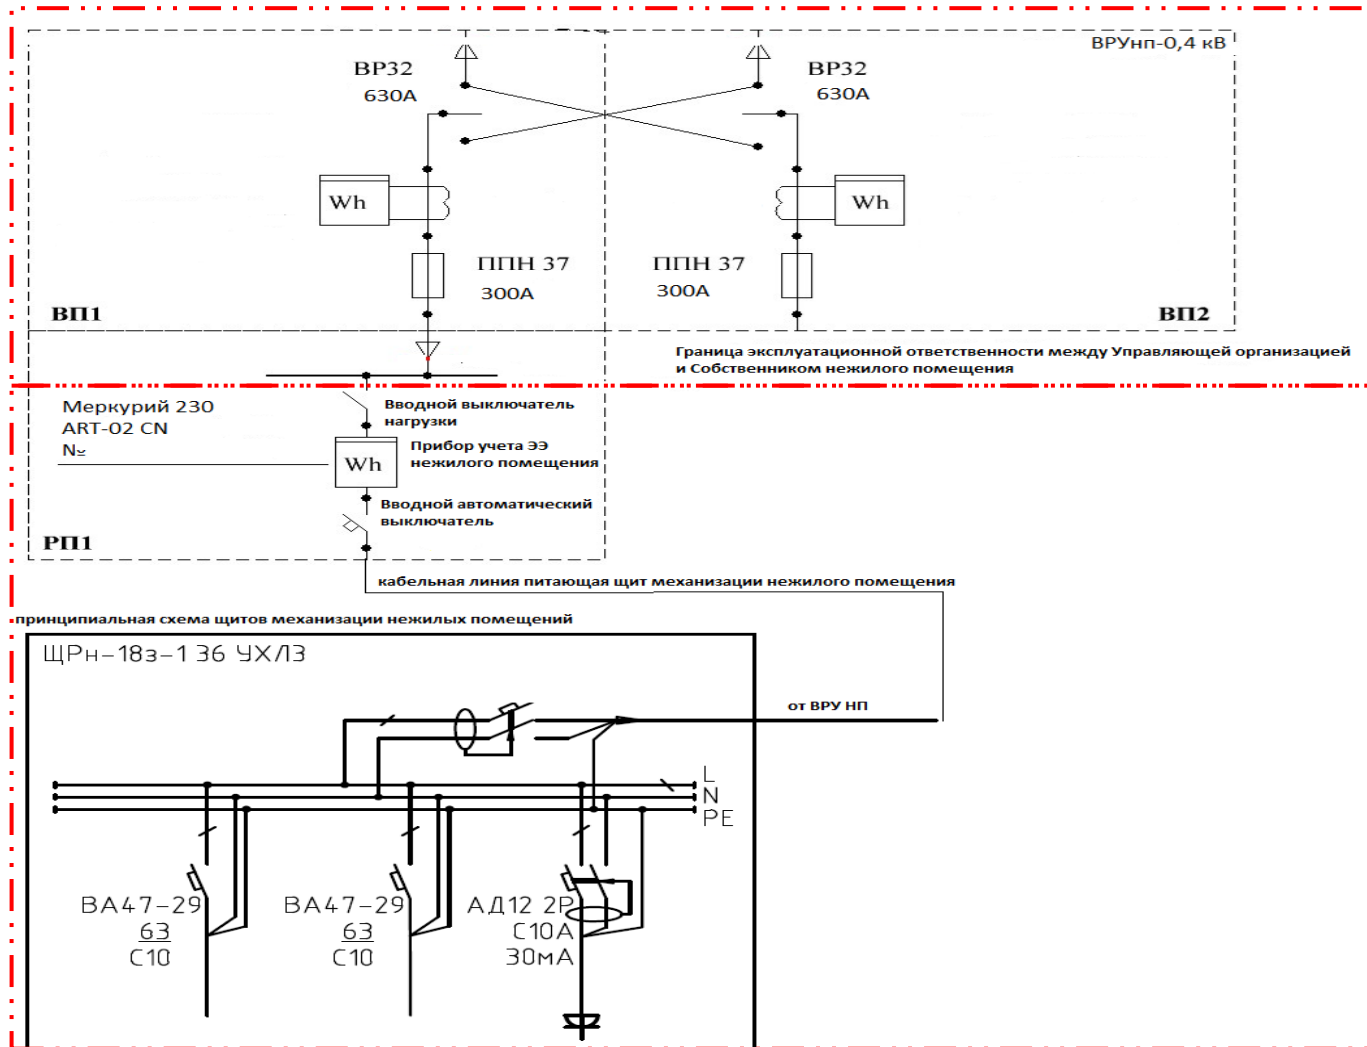 ВРУнп-0,4 кВ
ВР32
630А
ВР32
630А
Wh
Wh
ППН 37
300А
ППН 37
300А
ВП1
ВП2
Граница эксплуатационной ответственности между Управляющей организацией
и Собственником нежилого помещения
Меркурий 230
ART-02 CN
№
Вводной выключатель
нагрузки
Прибор учета ЭЭ
нежилого помещения
Wh
Вводной автоматический
выключатель
РП1
кабельная линия питающая щит механизации нежилого помещения
принципиальная схема щитов механизации нежилых помещений
ЩРн-18з-1 36 УХЛ3
от ВРУ НП
L
N
PE
ВА47-29
63
С10
ВА47-29
63
С10
АД12 2Р
С10А
30мА